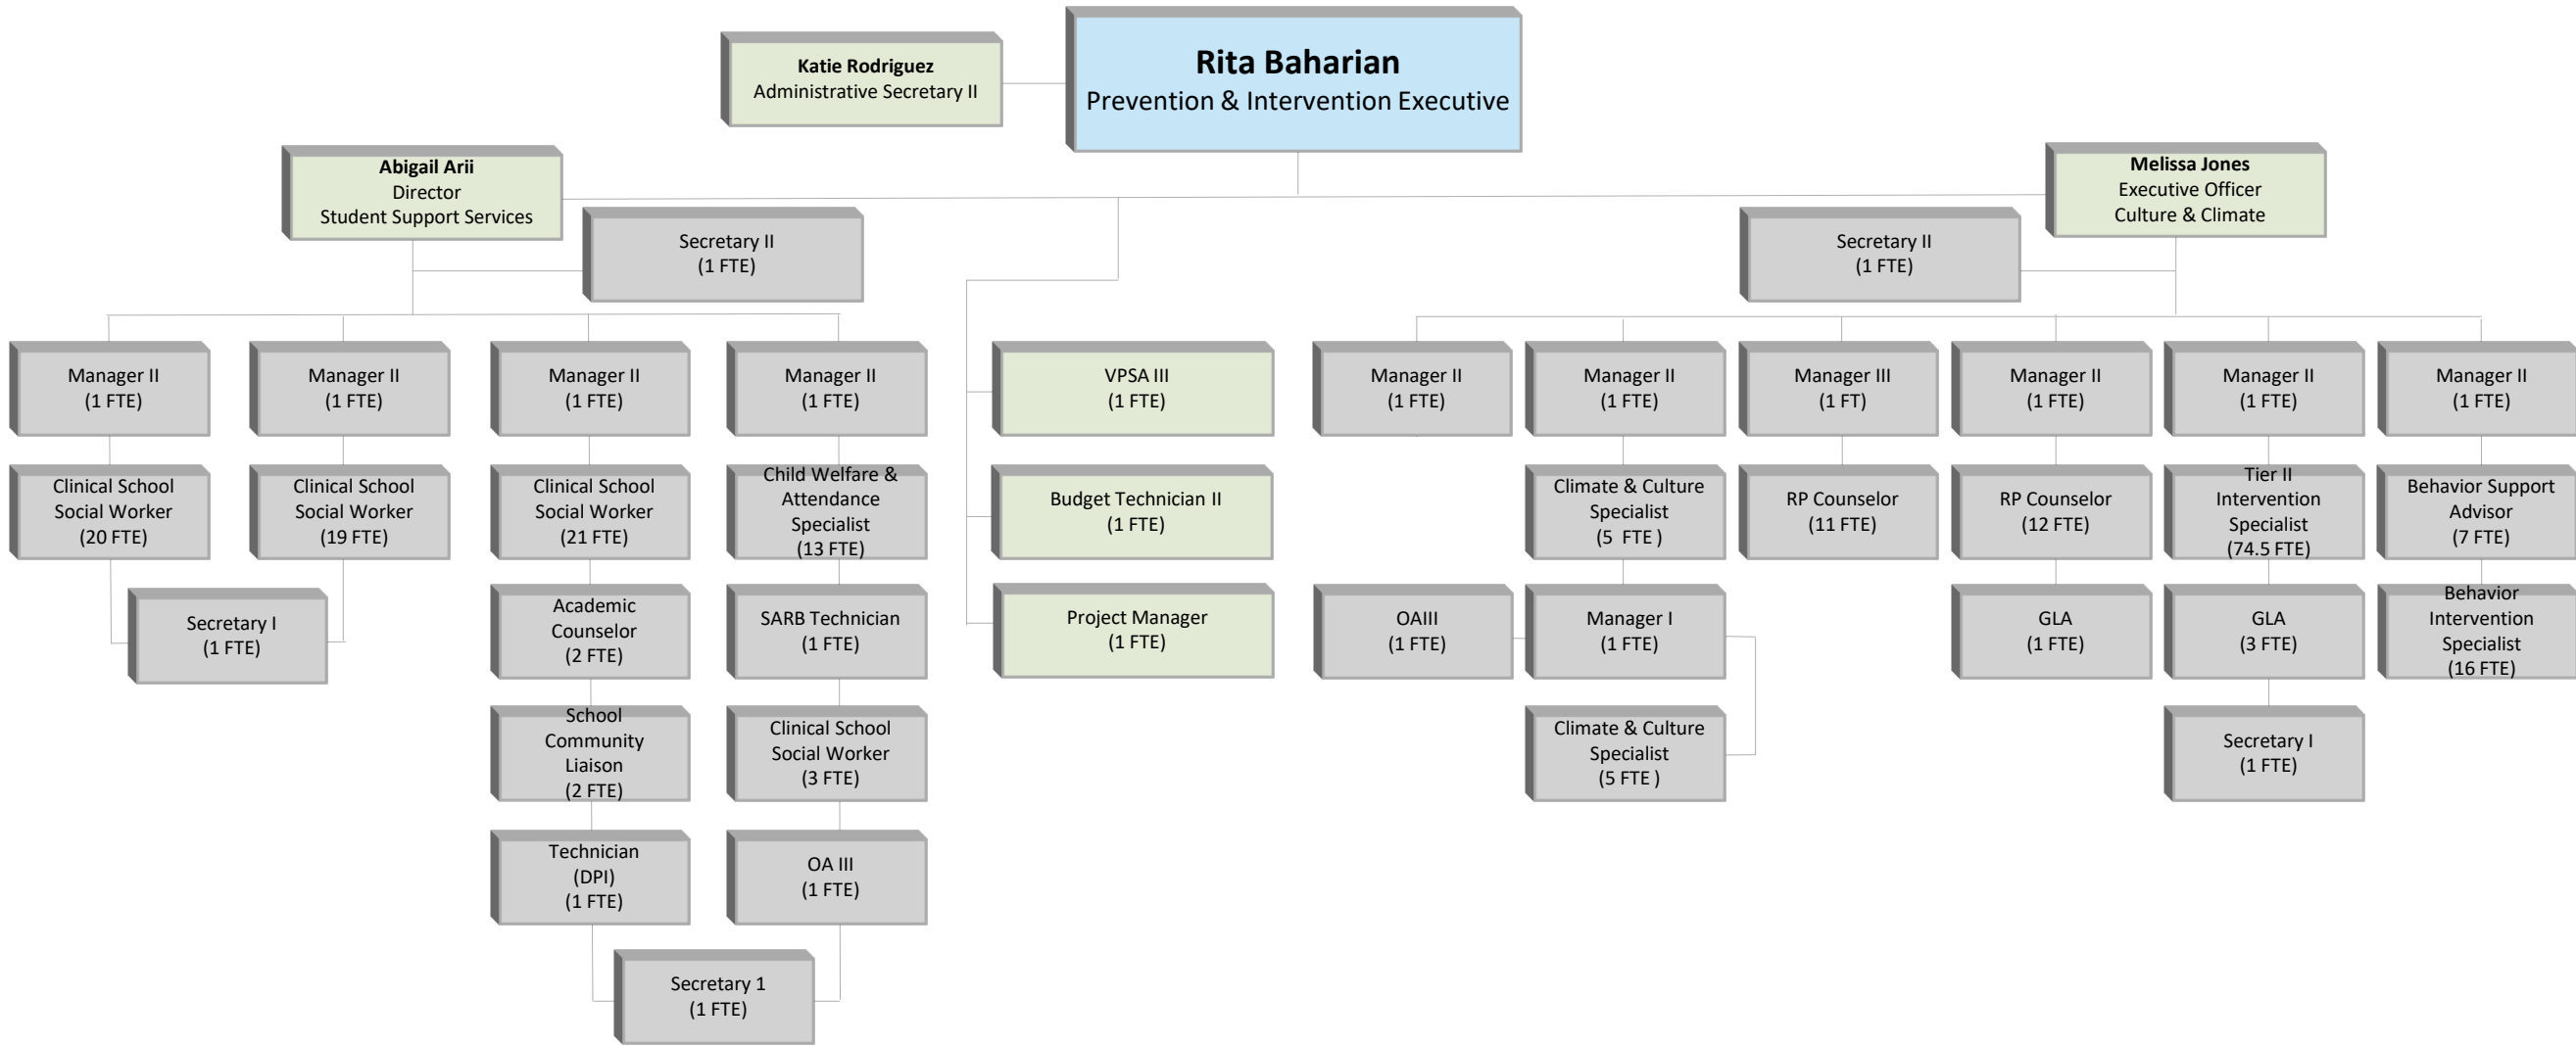 Rita Baharian
Prevention & Intervention Executive
Katie Rodriguez
Administrative Secretary II
Abigail Arii
Director
Student Support Services
Melissa Jones
Executive Officer
Culture & Climate
Secretary II
(1 FTE)
Secretary II
(1 FTE)
Manager II
(1 FTE)
Manager II
(1 FTE)
Manager II
(1 FTE)
Manager II
(1 FTE)
VPSA III
(1 FTE)
Manager II
(1 FTE)
Manager II
(1 FTE)
Manager III
(1 FT)
Manager II
(1 FTE)
Manager II
(1 FTE)
Manager II
(1 FTE)
Clinical School
Social Worker
(20 FTE)
Clinical School
Social Worker
(19 FTE)
Clinical School
Social Worker
(21 FTE)
Child Welfare &
Attendance
Specialist
(13 FTE)
Budget Technician II
(1 FTE)
Climate & Culture
Specialist
(5  FTE )
RP Counselor
(11 FTE)
RP Counselor
(12 FTE)
Tier II
Intervention
Specialist
(74.5 FTE)
Behavior Support
Advisor
(7 FTE)
Secretary I
(1 FTE)
Academic
Counselor
(2 FTE)
SARB Technician
(1 FTE)
Project Manager
(1 FTE)
OAIII
(1 FTE)
Manager I
(1 FTE)
GLA
(1 FTE)
GLA
(3 FTE)
Behavior
Intervention
Specialist
(16 FTE)
School
Community
Liaison
(2 FTE)
Clinical School
Social Worker
(3 FTE)
Climate & Culture
Specialist
(5 FTE )
Secretary I
(1 FTE)
Technician
(DPI)
(1 FTE)
OA III
(1 FTE)
Secretary 1
(1 FTE)